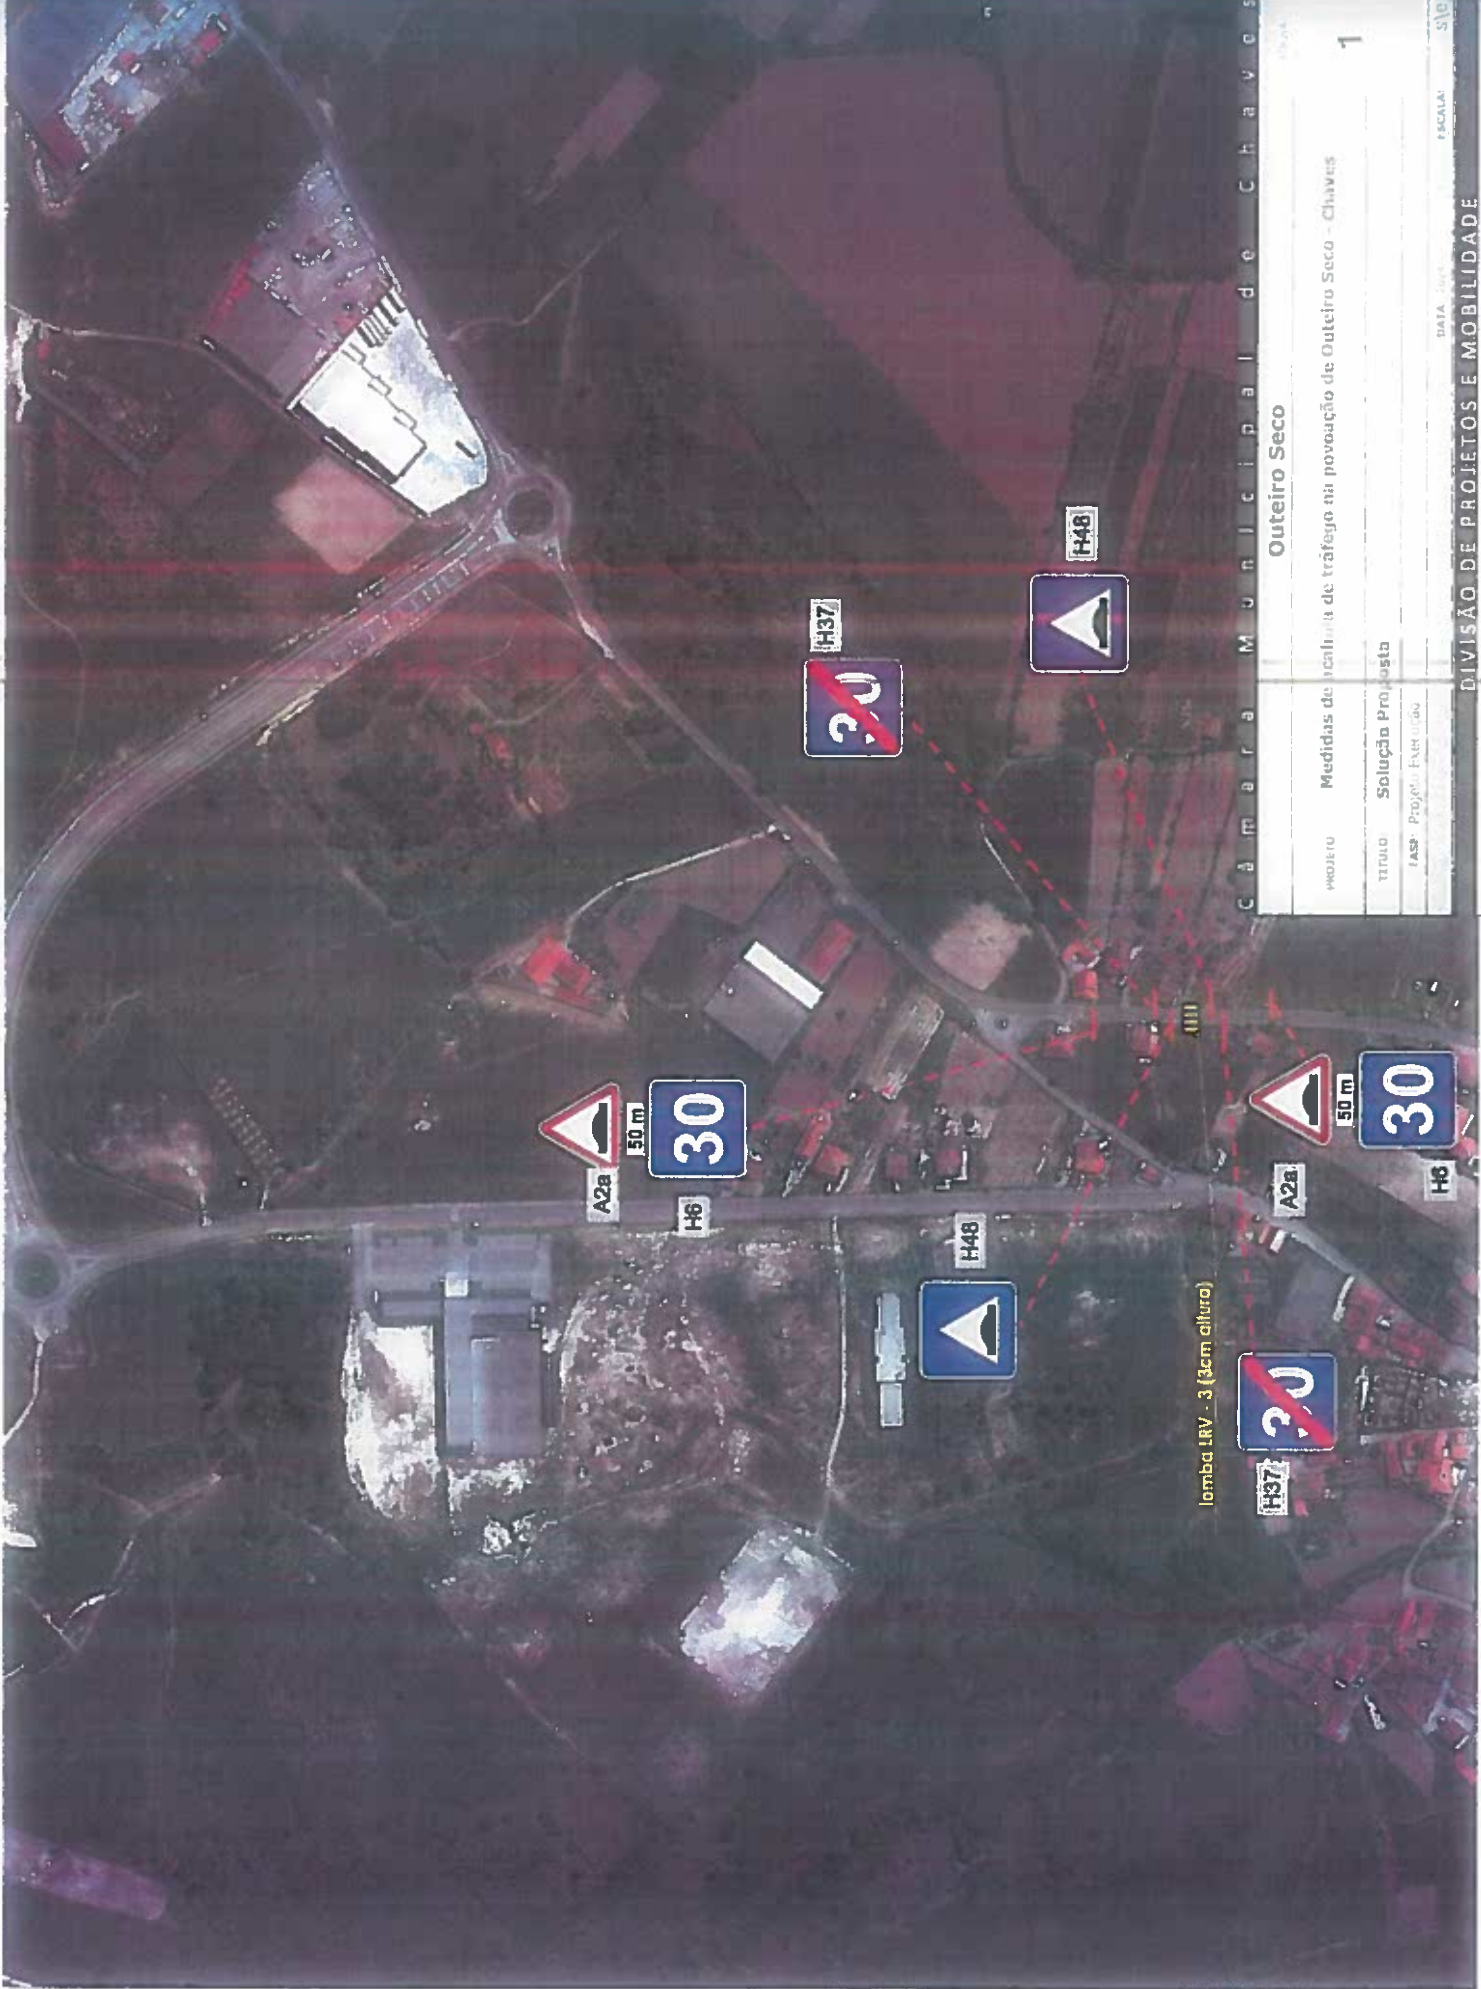 A2a
50 m
H6
30
H48
H37
30
H48
H37
30
lomba LRV - 3 (3cm altura)
A2a
50 m
H6
30
Câmara Municipal de Chaves
Outeiro Seco
PROJETO Medidas de acalmia de tráfego na povoação de Outeiro Seco - Chaves
TITULO Solução Proposta
1
FASE: Projeto Execução
DATA
ESCALA: S/e
DIVISÃO DE PROJETOS E MOBILIDADE